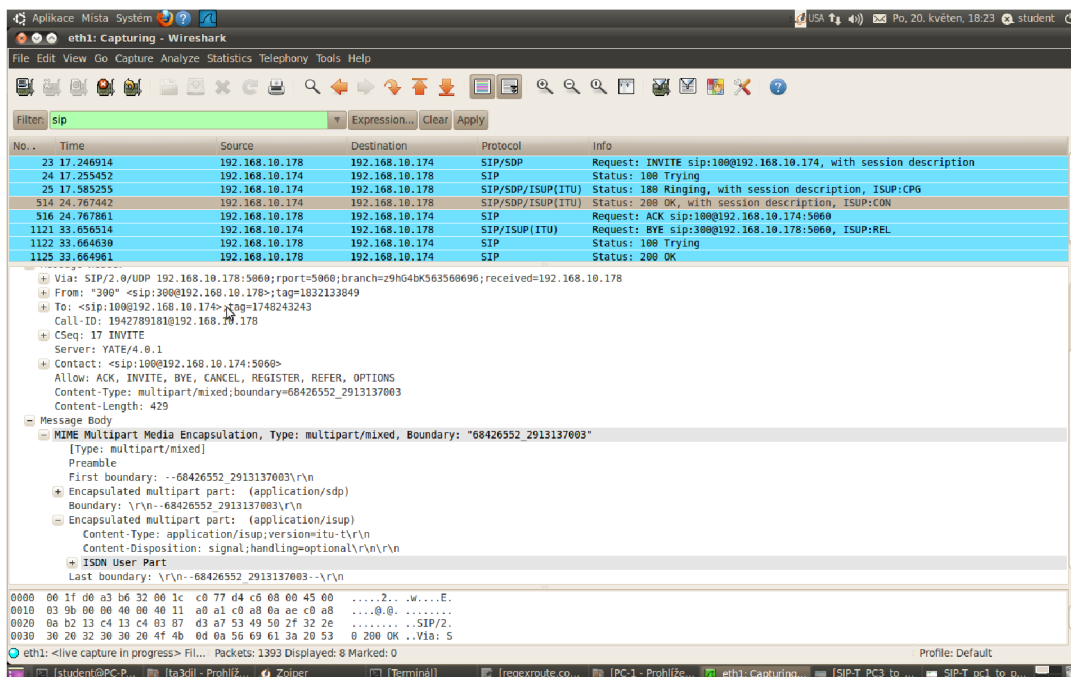 Aplikace Místa Systém USA Po, 20. květen, 18:23 student
eth1: Capturing - Wireshark
File Edit View Go Capture Analyze Statistics Telephony Tools Help
Filter: sip Expression... Clear Apply
No. . Time Source Destination Protocol Info
23 17.246914 192.168.10.178 192.168.10.174 SIP/SDP Request: INVITE sip:100@192.168.10.174, with session description
24 17.255452 192.168.10.174 192.168.10.178 SIP Status: 100 Trying
25 17.585255 192.168.10.174 192.168.10.178 SIP/SDP/ISUP(ITU) Status: 180 Ringing, with session description, ISUP:CPG
514 24.767442 192.168.10.174 192.168.10.178 SIP/SDP/ISUP(ITU) Status: 200 OK, with session description, ISUP:CON
516 24.767861 192.168.10.178 192.168.10.174 SIP Request: ACK sip:100@192.168.10.174:5060
1121 33.656514 192.168.10.174 192.168.10.178 SIP/ISUP(ITU) Request: BYE sip:300@192.168.10.178:5060, ISUP:REL
1122 33.664630 192.168.10.178 192.168.10.174 SIP Status: 100 Trying
1125 33.664961 192.168.10.178 192.168.10.174 SIP Status: 200 OK
Via: SIP/2.0/UDP 192.168.10.178:5060;rport=5060;branch=z9hG4bK563560696;received=192.168.10.178
From: "300" <sip:300@192.168.10.178>;tag=1832133849
To: <sip:100@192.168.10.174>;tag=1748243243
Call-ID: 1942789181@192.168.10.178
CSeq: 17 INVITE
Server: YATE/4.0.1
Contact: <sip:100@192.168.10.174:5060>
Allow: ACK, INVITE, BYE, CANCEL, REGISTER, REFER, OPTIONS
Content-Type: multipart/mixed;boundary=68426552_2913137003
Content-Length: 429
Message Body
MIME Multipart Media Encapsulation, Type: multipart/mixed, Boundary: "68426552_2913137003"
[Type: multipart/mixed]
Preamble
First boundary: --68426552_2913137003\r\n
Encapsulated multipart part: (application/sdp)
Boundary: \r\n--68426552_2913137003\r\n
Encapsulated multipart part: (application/isup)
Content-Type: application/isup;version=itu-t\r\n
Content-Disposition: signal;handling=optional\r\n\r\n
ISDN User Part
Last boundary: \r\n--68426552_2913137003--\r\n
0000 00 1f d0 a3 b6 32 00 1c c0 77 d4 c6 08 00 45 00 .....2.. .w....E.
0010 03 9b 00 00 40 00 40 11 a0 a1 c0 a8 0a ae c0 a8 ....@.@. ........
0020 0a b2 13 c4 13 c4 03 87 d3 a7 53 49 50 2f 32 2e ........ ..SIP/2.
0030 30 20 32 30 30 20 4f 4b 0d 0a 56 69 61 3a 20 53 0 200 OK ..Via: S
eth1: <live capture in progress> Fil... Packets: 1393 Displayed: 8 Marked: 0 Profile: Default
[student@PC-P... [ta3dil - Prohlíž... Zoiper [Terminál] [regexroute.co... [PC-1 - Prohlíže... eth1: Capturing... [SIP-T_PC3_to_... SIP-T_pc1_to_p...